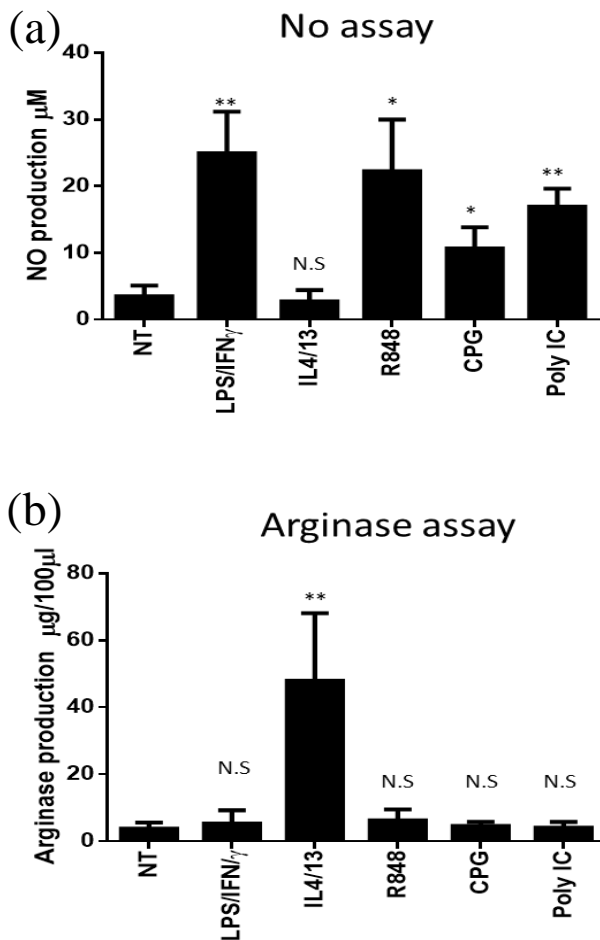 (a)
No assay
NO production μM
40
30
20
10
0
**
N.S
*
*
**
NT
LPS/IFNγ
IL4/13
R848
CPG
Poly IC
(b)
Arginase assay
Arginase production μg/100μl
80
60
40
20
0
N.S
**
N.S
N.S
N.S
NT
LPS/IFN/γ
IL4/13
R848
CPG
Poly IC